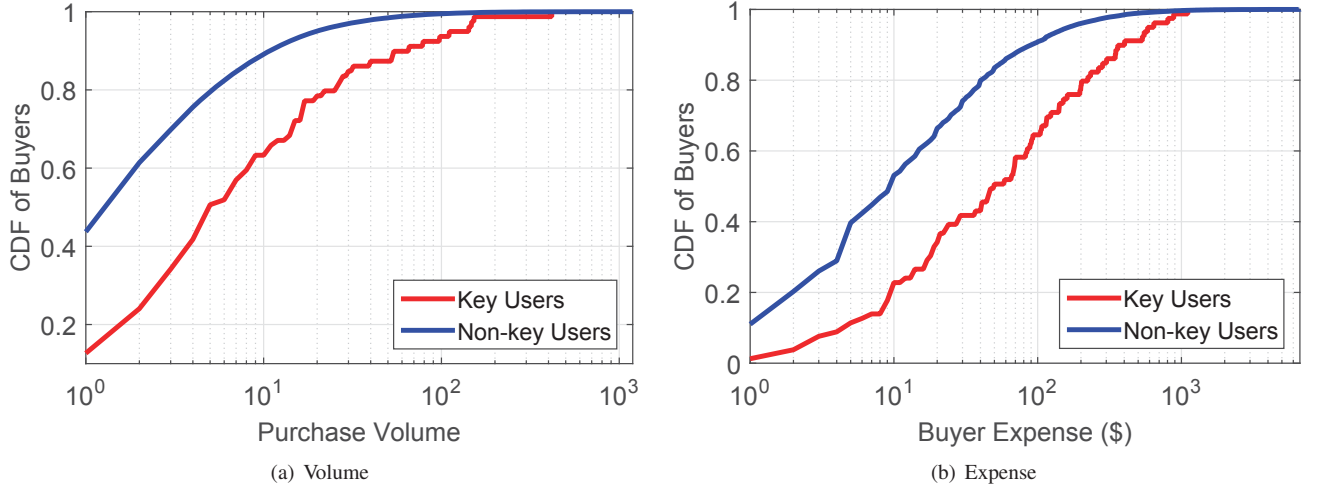 1
0.8
0.6
0.4
0.2
CDF of Buyers
Key Users
Non-key Users
10^0
10^1
10^2
10^3
Purchase Volume
(a) Volume
1
0.8
0.6
0.4
0.2
0
CDF of Buyers
Key Users
Non-key Users
10^0
10^1
10^2
10^3
Buyer Expense ($)
(b) Expense